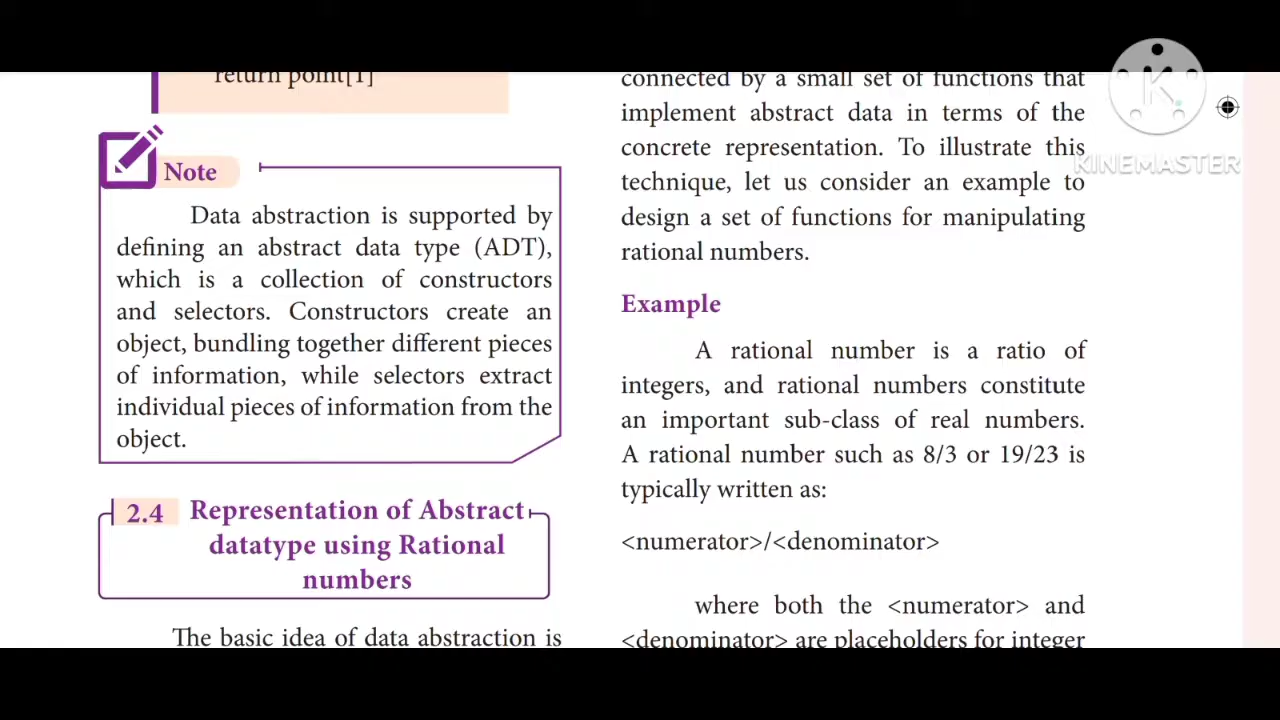 return point[1]
Note
Data abstraction is supported by
defining an abstract data type (ADT),
which is a collection of constructors
and selectors. Constructors create an
object, bundling together different pieces
of information, while selectors extract
individual pieces of information from the
object.
2.4 Representation of Abstract
datatype using Rational
numbers
The basic idea of data abstraction is
connected by a small set of functions that
implement abstract data in terms of the
concrete representation. To illustrate this
technique, let us consider an example to
design a set of functions for manipulating
rational numbers.
Example
A rational number is a ratio of
integers, and rational numbers constitute
an important sub-class of real numbers.
A rational number such as 8/3 or 19/23 is
typically written as:
<numerator>/<denominator>
where both the <numerator> and
<denominator> are placeholders for integer
K
KINEMASTER